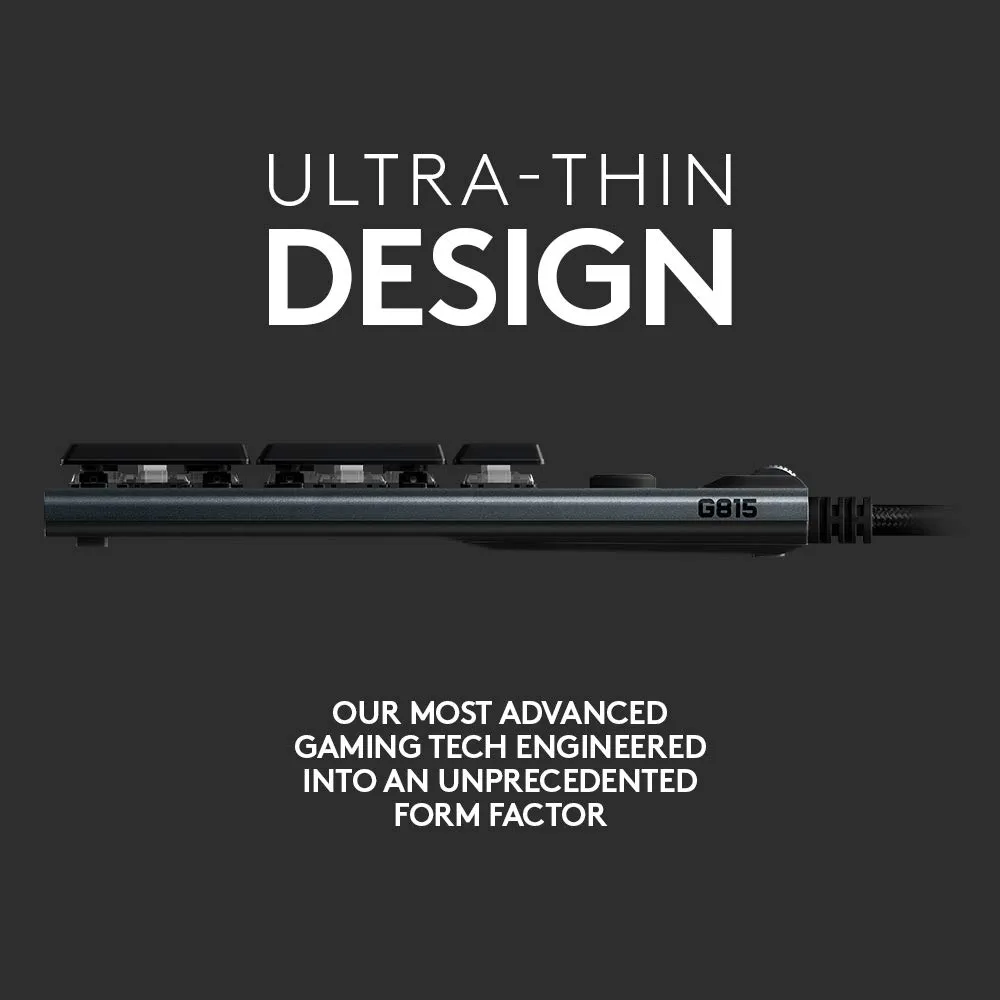 ULTRA-THIN
DESIGN
G815
OUR MOST ADVANCED
GAMING TECH ENGINEERED
INTO AN UNPRECEDENTED
FORM FACTOR